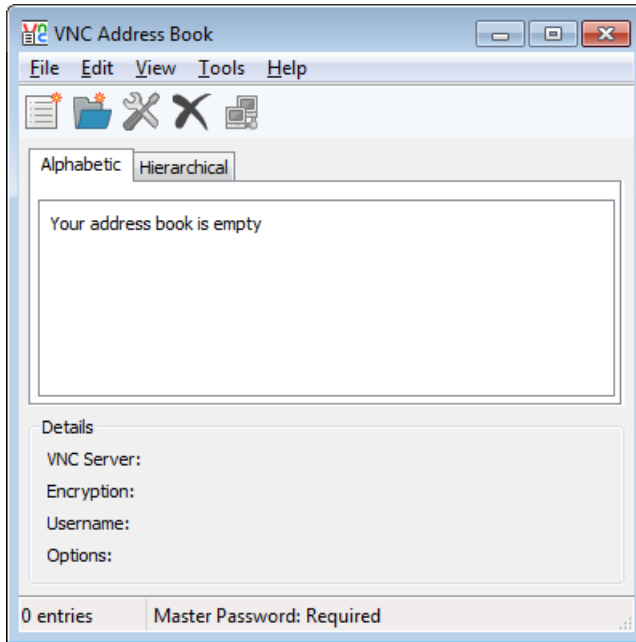 VNC Address Book
File Edit View Tools Help
Alphabetic Hierarchical
Your address book is empty
Details
VNC Server:
Encryption:
Username:
Options:
0 entries Master Password: Required